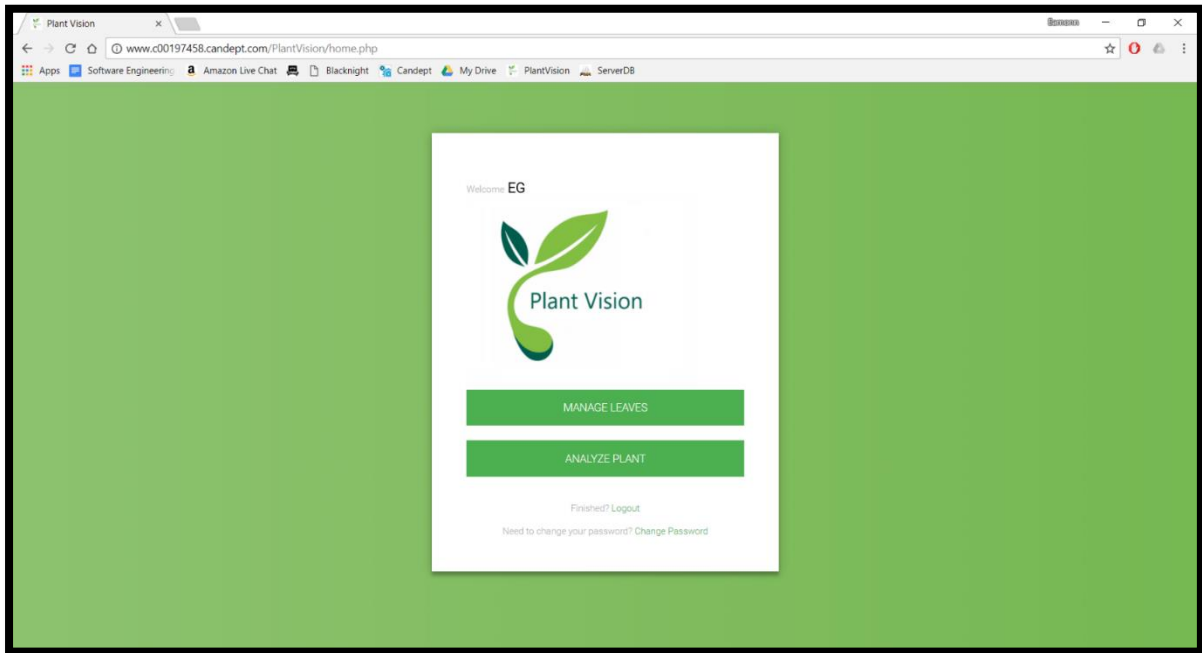 Plant Vision
www.c00197458.candept.com/PlantVision/home.php
Apps Software Engineering a Amazon Live Chat Blacknight Candept My Drive PlantVision ServerDB
Welcome EG
Plant Vision
MANAGE LEAVES
ANALYZE PLANT
Finished? Logout
Need to change your password? Change Password